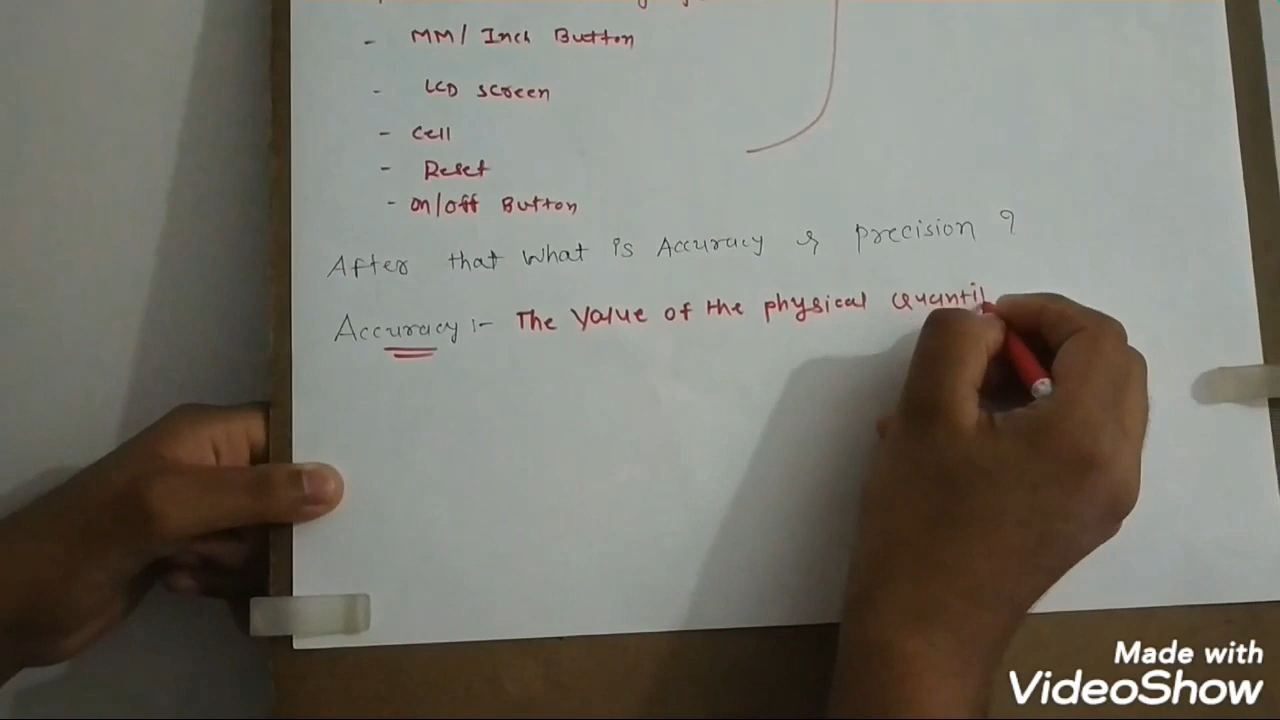 - MM/ Inch Button
- LCD screen
- Cell
- Reset
- On/off Button
After that What is Accuracy & precision ?
Accuracy :- The Value of the physical Quanti
Made with
VideoShow